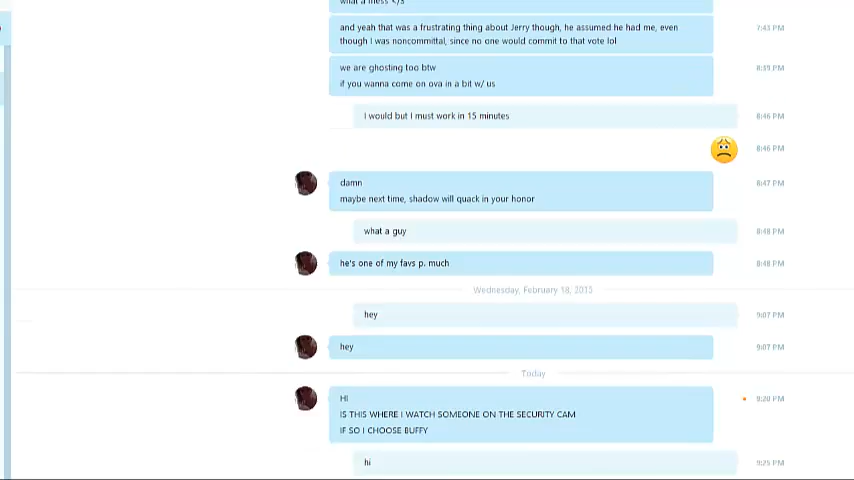 what a mess </3
and yeah that was a frustrating thing about Jerry though, he assumed he had me, even
though I was noncommittal, since no one would commit to that vote lol
7:43 PM
we are ghosting too btw
8:39 PM
if you wanna come on ova in a bit w/ us
I would but I must work in 15 minutes
8:46 PM
8:46 PM
damn
8:47 PM
maybe next time, shadow will quack in your honor
what a guy
8:48 PM
he's one of my favs p. much
8:48 PM
Wednesday, February 18, 2015
hey
9:07 PM
hey
9:07 PM
Today
HI
9:20 PM
IS THIS WHERE I WATCH SOMEONE ON THE SECURITY CAM
IF SO I CHOOSE BUFFY
hi
9:25 PM